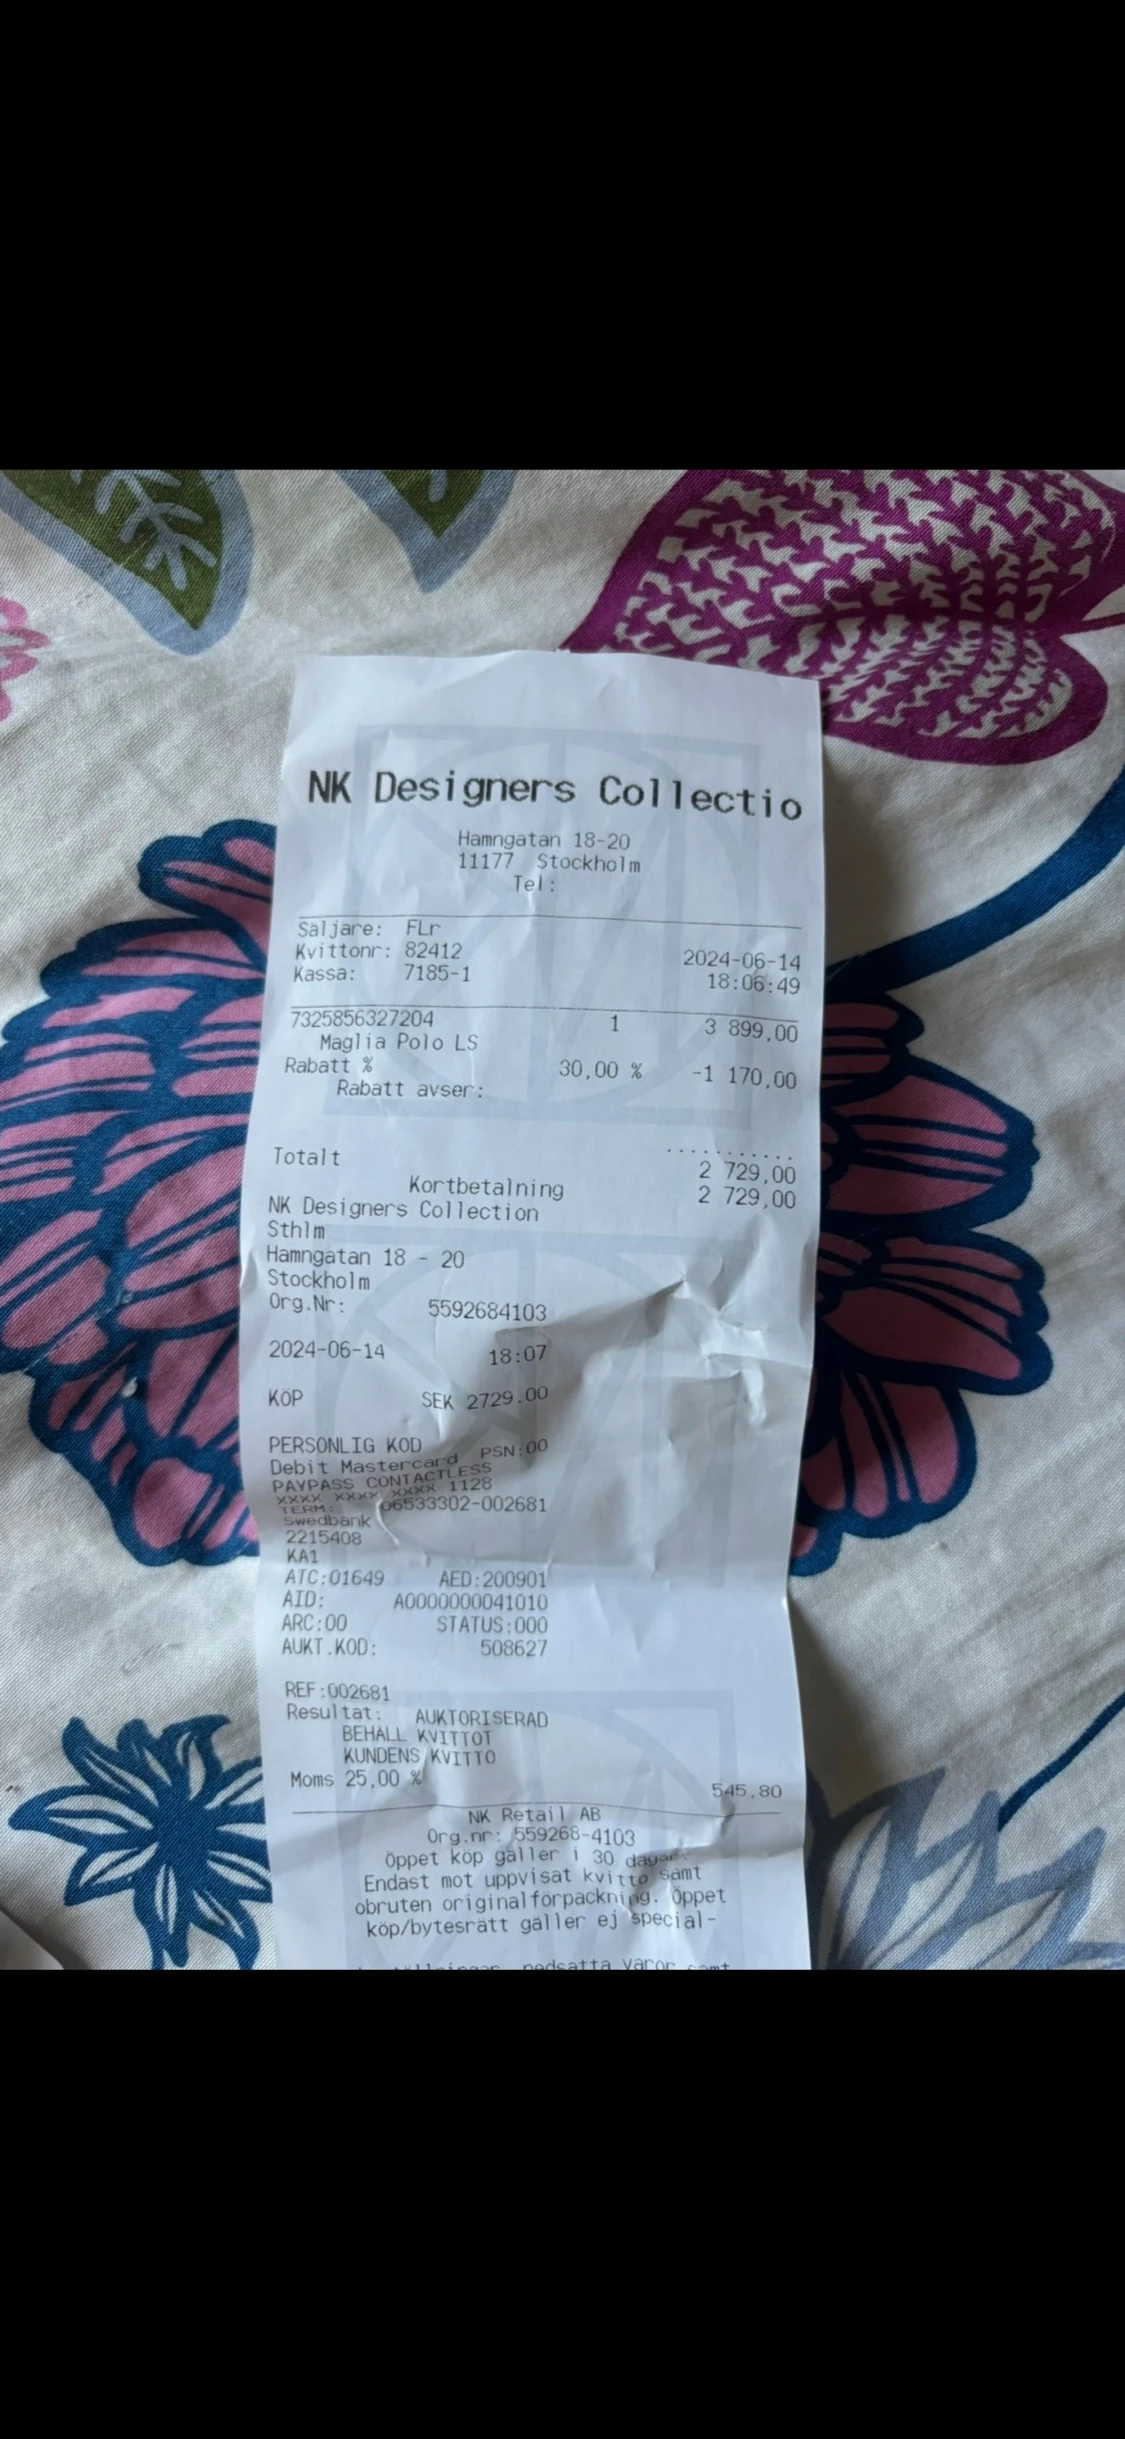 NK Designers Collectio
Hamngatan 18-20
11177 Stockholm
Tel:
Säljare: FLr
Kvittonr: 82412 2024-06-14
Kassa: 7185-1 18:06:49
7325856327204 1 3 899,00
Maglia Polo LS
Rabatt % 30,00 % -1 170,00
Rabatt avser:
...........
Totalt 2 729,00
Kortbetalning 2 729,00
NK Designers Collection
Sthlm
Hamngatan 18 - 20
Stockholm
Org.Nr: 5592684103
2024-06-14 18:07
KÖP SEK 2729.00
PERSONLIG KOD PSN:00
Debit Mastercard
PAYPASS CONTACTLESS
XXXX XXXX XXXX 1128
TERM: 06533302-002681
Swedbank
2215408
KA1
ATC:01649 AED:200901
AID: A0000000041010
ARC:00 STATUS:000
AUKT.KOD: 508627
REF:002681
Resultat: AUKTORISERAD
BEHALL KVITTOT
KUNDENS KVITTO
Moms 25,00 % 545,80
NK Retail AB
Org.nr: 559268-4103
Öppet köp gäller i 30 dagar.
Endast mot uppvisat kvitto samt
obruten originalförpackning. Öppet
köp/bytesrätt gäller ej special-
nedsatta varor samt